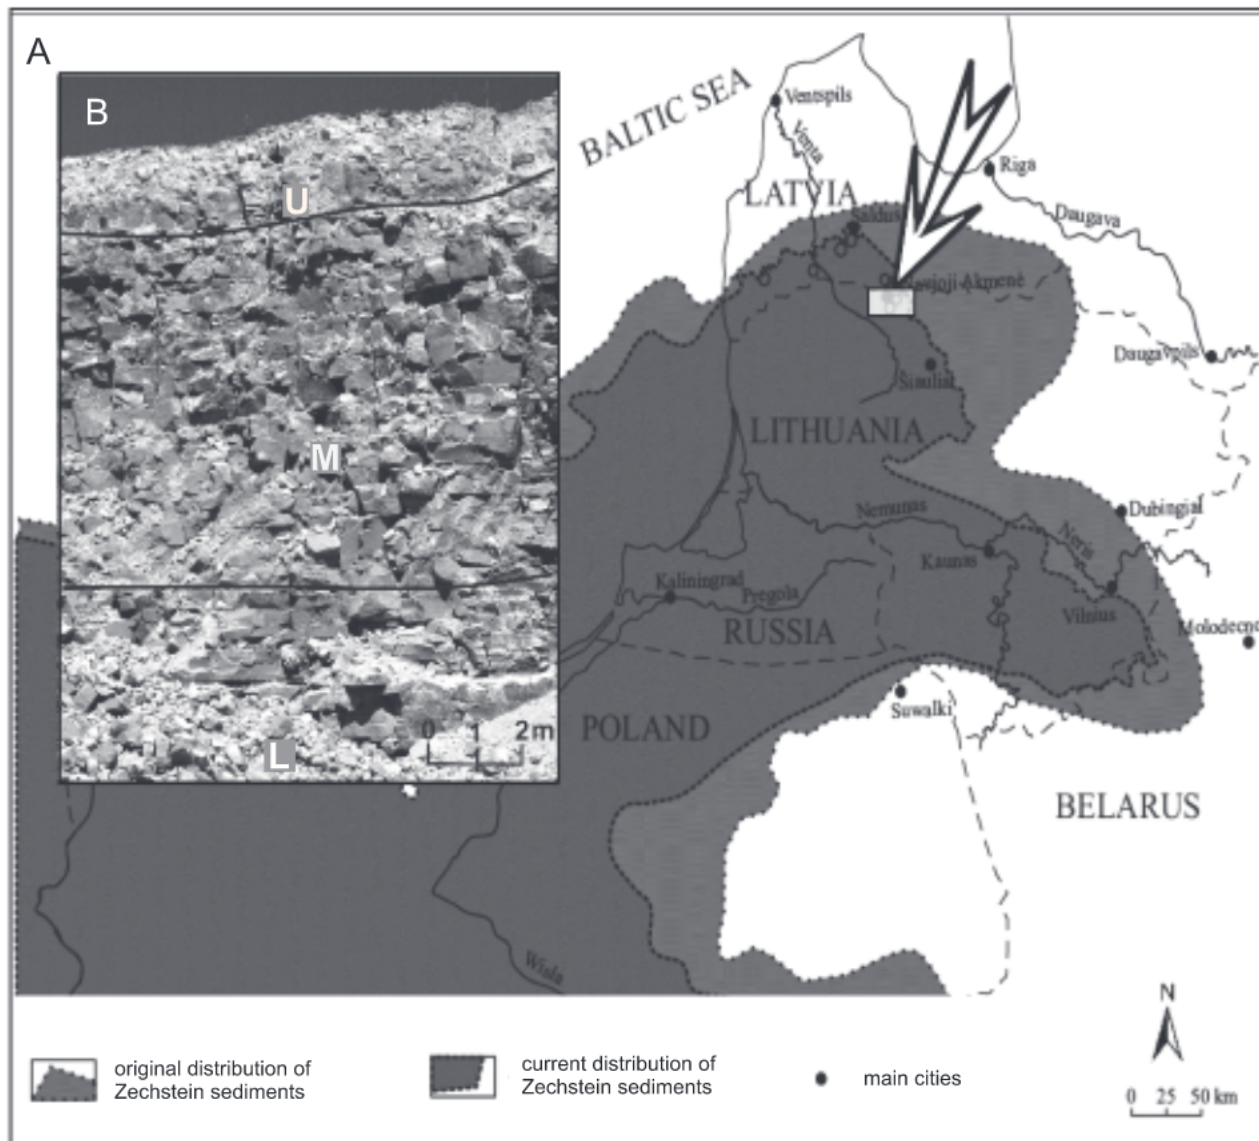 A
B
U
M
L
0 1 2m
BALTIC SEA
Ventspils
Venta
Riga
LATVIA
Saldus
Daugava
Akmenė
Daugavpils
Šiauliai
LITHUANIA
Nemunas
Neris
Dubingiai
Kaunas
Kaliningrad
Pregola
Vilnius
RUSSIA
Molodecno
Suwalki
POLAND
BELARUS
Wisla
N
original distribution of
Zechstein sediments
current distribution of
Zechstein sediments
main cities
0 25 50 km